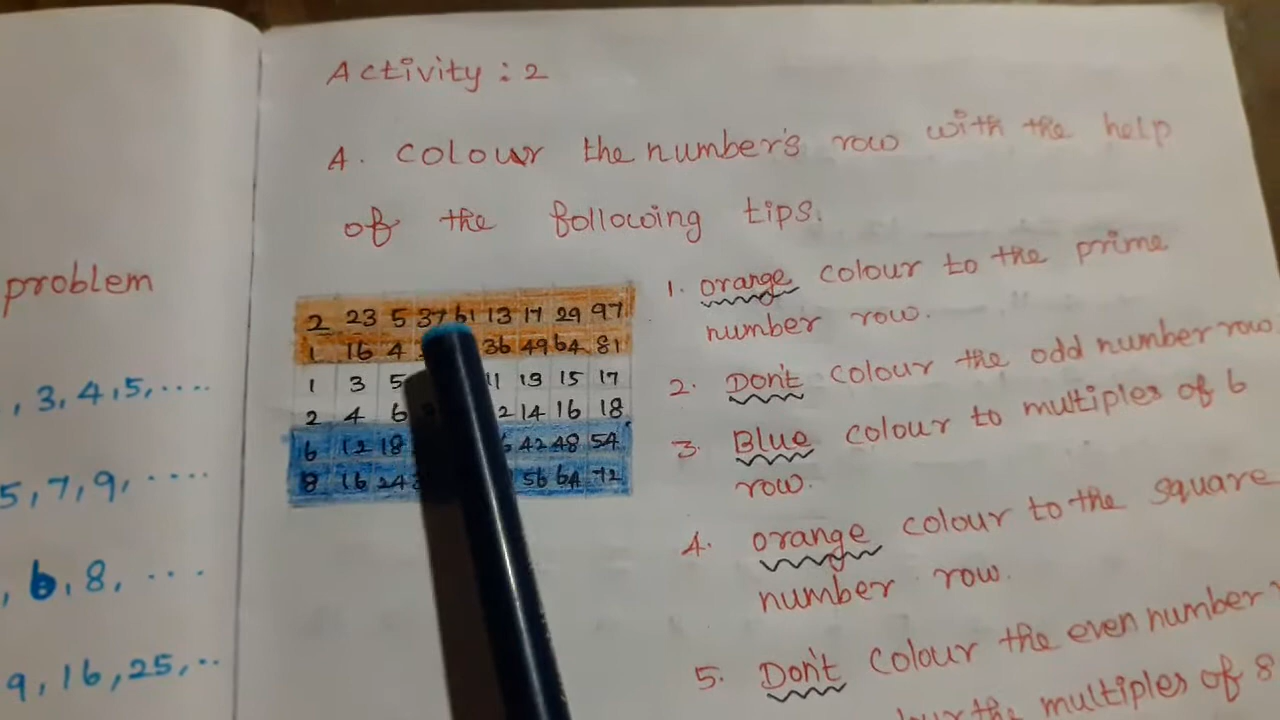 Activity : 2
A. Colour the number's row with the help
of the following tips.
problem
, 3, 4, 5, ....
5, 7, 9, ....
, 6, 8, ...
9, 16, 25, ..
2 23 5 37 61 13 17 29 97
1 16 4 36 49 64 81
1 3 5 11 13 15 17
2 4 6 14 16 18
6 12 18 42 48 54
8 16 24 56 64 72
1. Orange colour to the prime
number row.
2. Don't colour the odd number row
3. Blue colour to multiples of 6
row.
4. orange colour to the square
number row.
5. Don't colour the even number
the multiples of 8